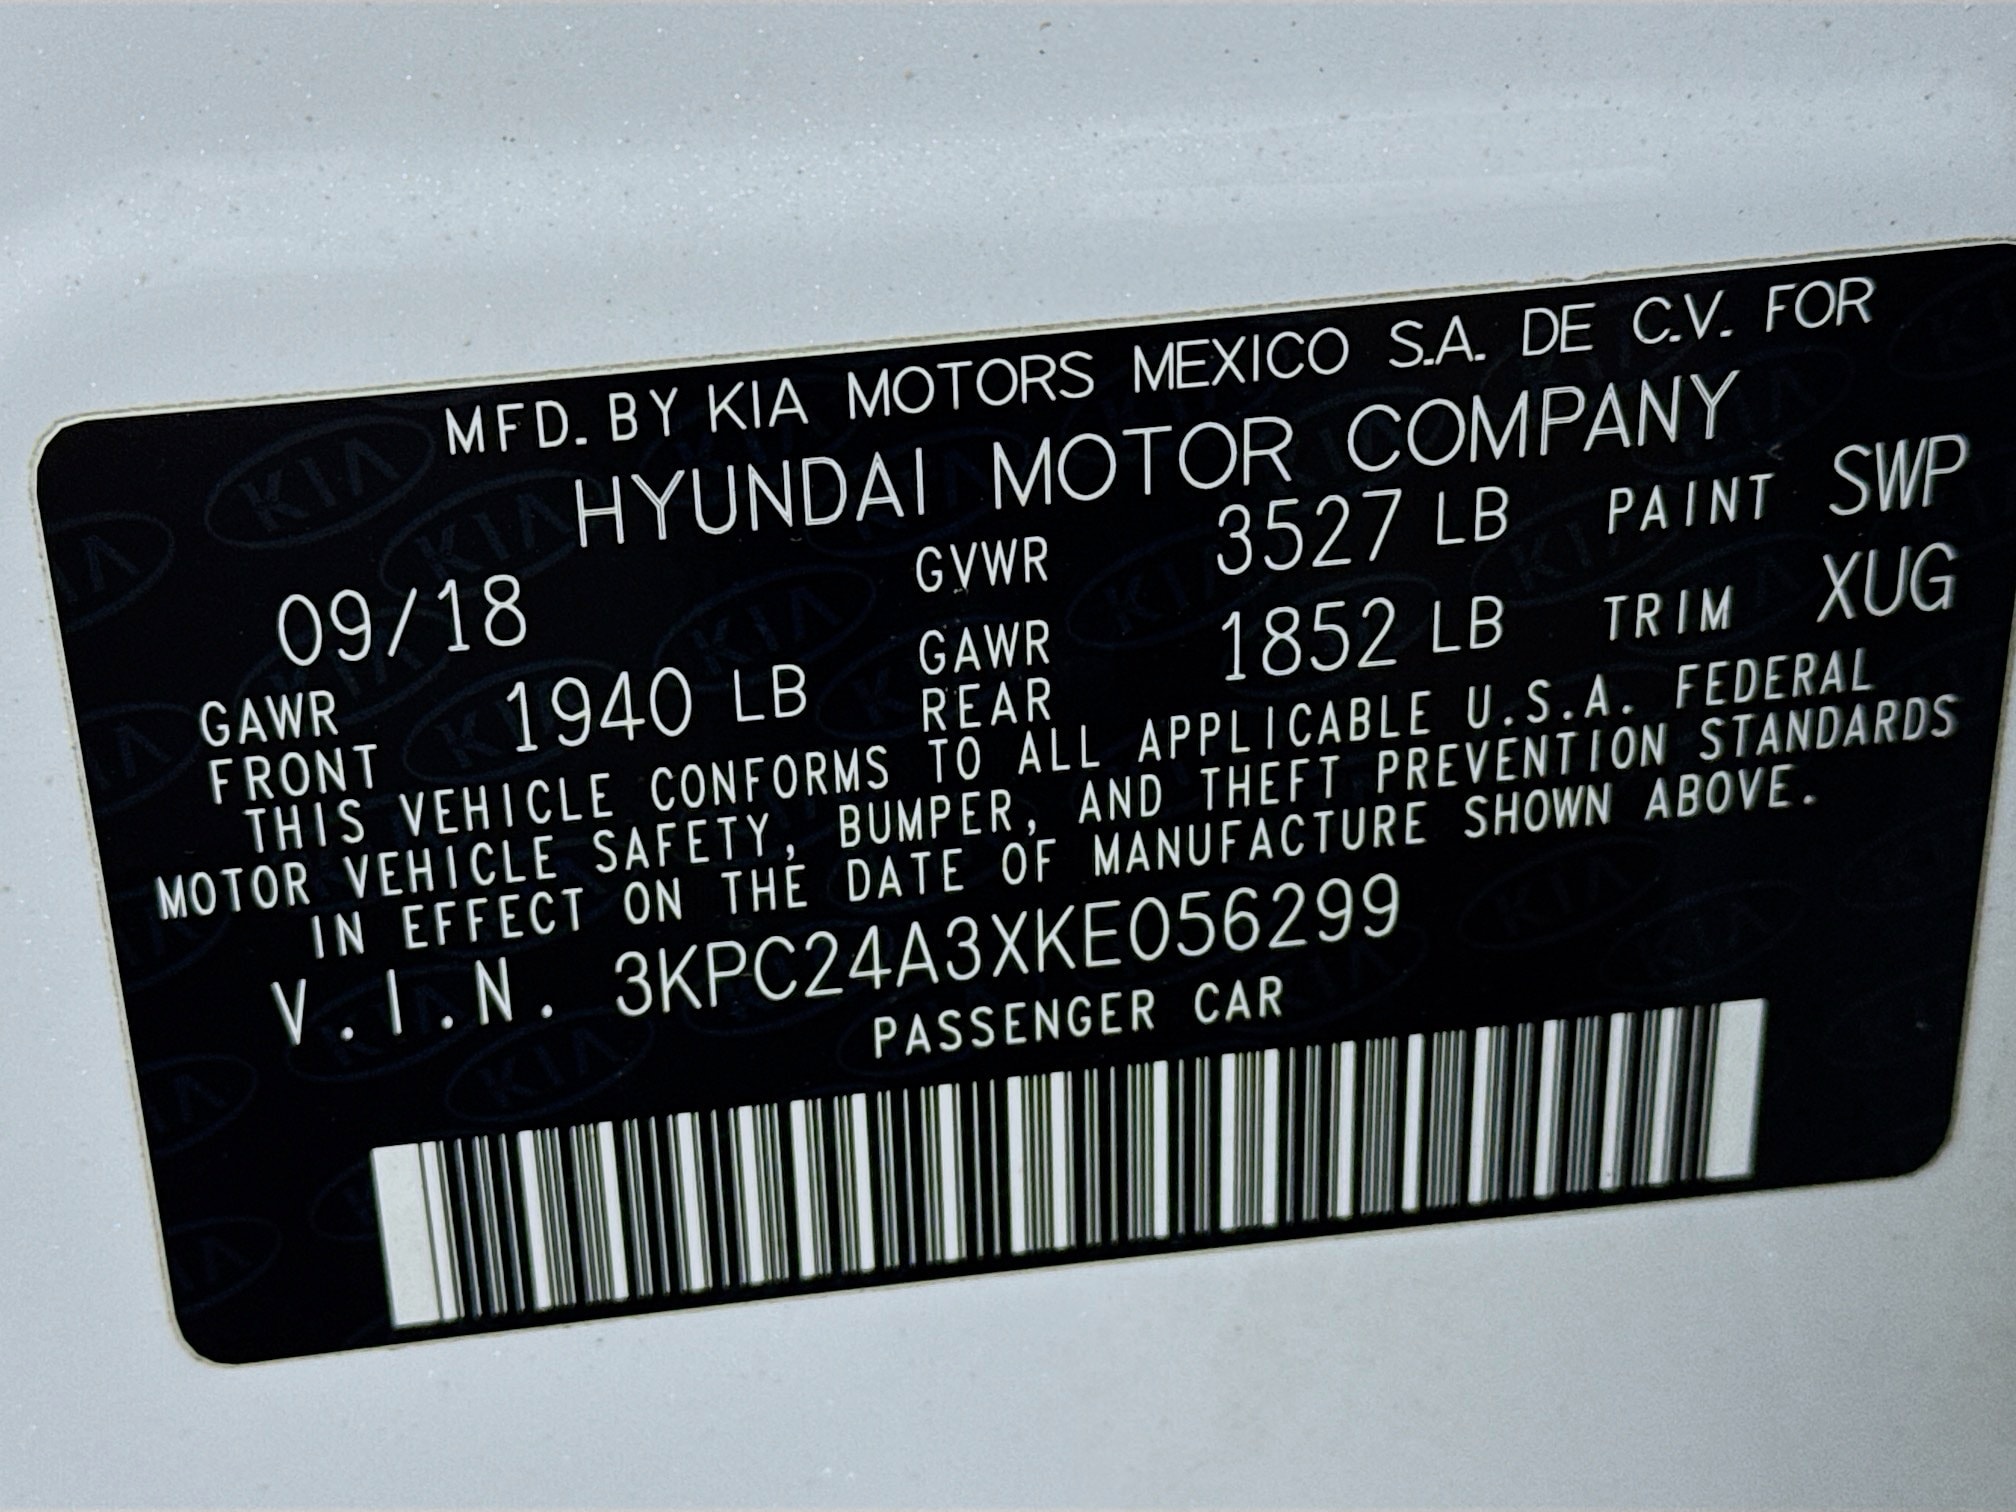 MFD. BY KIA MOTORS MEXICO S.A. DE C.V. FOR
HYUNDAI MOTOR COMPANY
09/18 GVWR 3527 LB PAINT SWP
GAWR FRONT 1940 LB GAWR REAR 1852 LB TRIM XUG
THIS VEHICLE CONFORMS TO ALL APPLICABLE U.S.A. FEDERAL
MOTOR VEHICLE SAFETY, BUMPER, AND THEFT PREVENTION STANDARDS
IN EFFECT ON THE DATE OF MANUFACTURE SHOWN ABOVE.
V.I.N. 3KPC24A3XKE056299
PASSENGER CAR